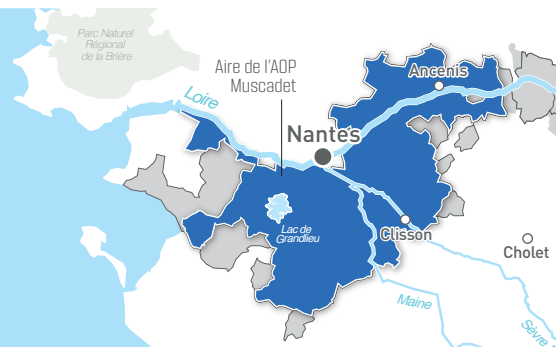 Parc Naturel
Régional
de la Brière
Aire de l'AOP
Muscadet
Ancenis
Loire
Nantes
Lac de
Grandlieu
Clisson
Cholet
Maine
Sèvre